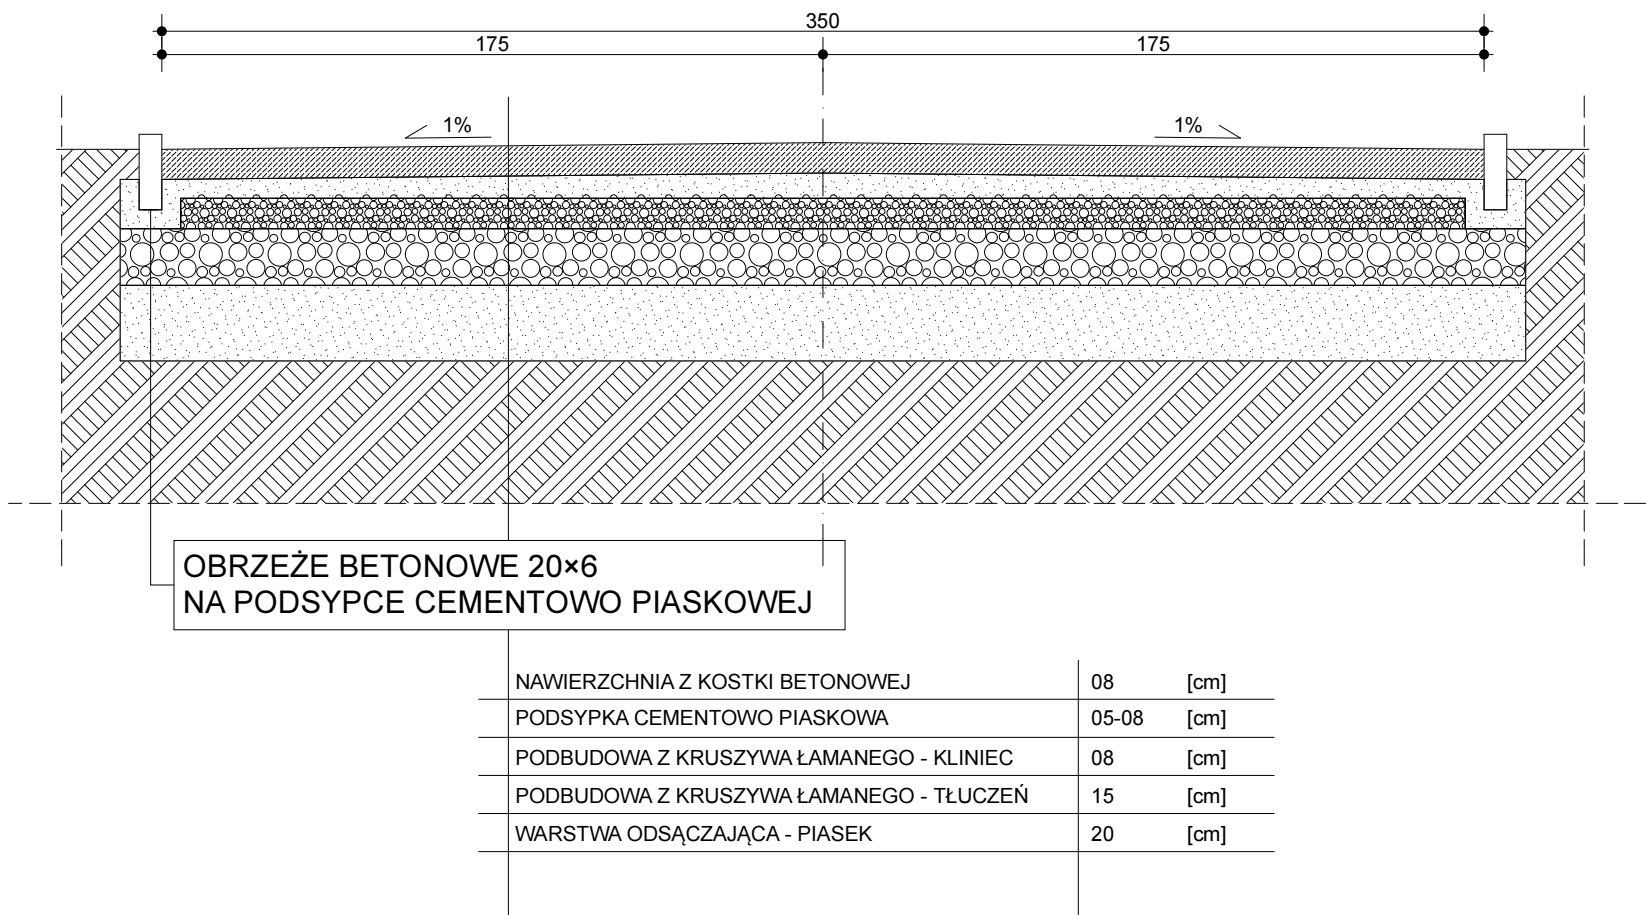 350
175 175
1% 1%
OBRZEŻE BETONOWE 20×6
NA PODSYPCE CEMENTOWO PIASKOWEJ
NAWIERZCHNIA Z KOSTKI BETONOWEJ 08 [cm]
PODSYPKA CEMENTOWO PIASKOWA 05-08 [cm]
PODBUDOWA Z KRUSZYWA ŁAMANEGO - KLINIEC 08 [cm]
PODBUDOWA Z KRUSZYWA ŁAMANEGO - TŁUCZEŃ 15 [cm]
WARSTWA ODSĄCZAJĄCA - PIASEK 20 [cm]